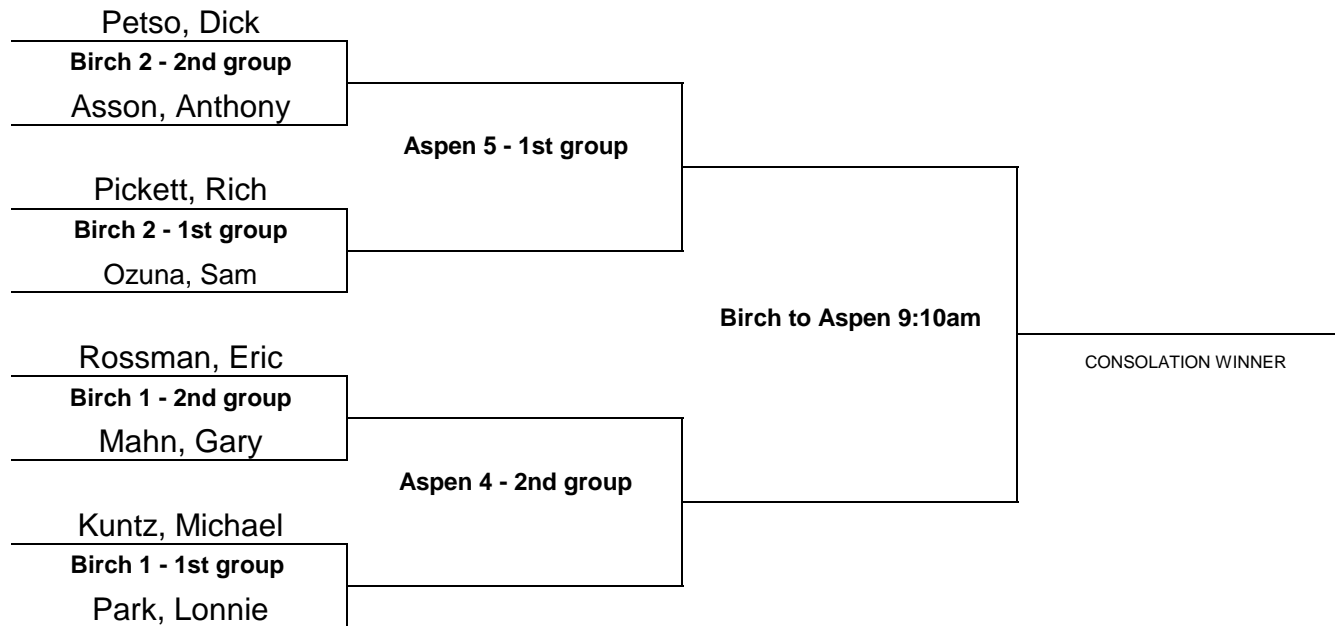 Petso, Dick
Birch 2 - 2nd group
Asson, Anthony
Aspen 5 - 1st group
Pickett, Rich
Birch 2 - 1st group
Ozuna, Sam
Birch to Aspen 9:10am
CONSOLATION WINNER
Rossman, Eric
Birch 1 - 2nd group
Mahn, Gary
Aspen 4 - 2nd group
Kuntz, Michael
Birch 1 - 1st group
Park, Lonnie